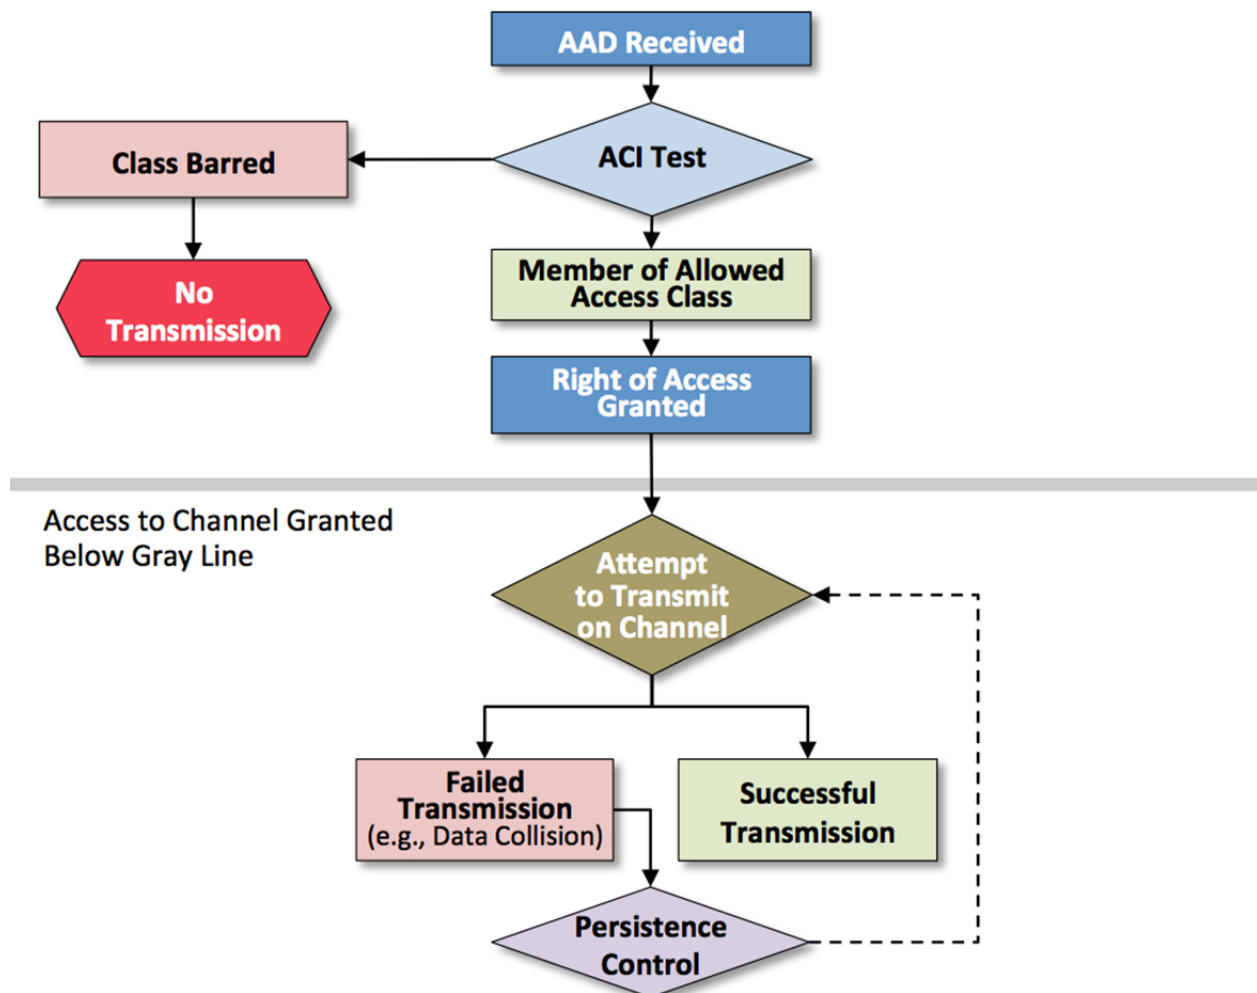 AAD Received
ACI Test
Class Barred
No
Transmission
Member of Allowed
Access Class
Right of Access
Granted
Access to Channel Granted
Below Gray Line
Attempt
to Transmit
on Channel
Failed
Transmission
(e.g., Data Collision)
Successful
Transmission
Persistence
Control